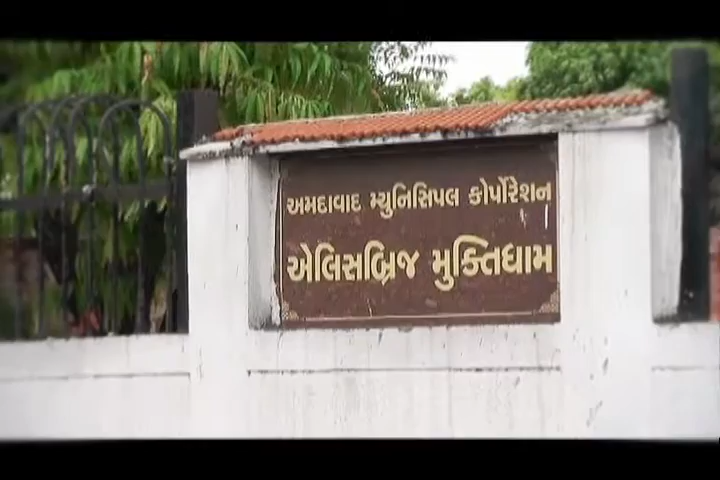 અમદાવાદ મ્યુનિસિપલ કોર્પોરેશન
એલિસબ્રિજ મુક્તિધામ